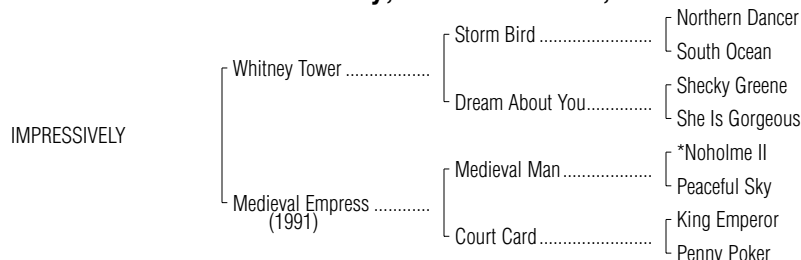 Northern Dancer
Storm Bird ....................
South Ocean
Whitney Tower ..................
Shecky Greene
Dream About You..............
She Is Gorgeous
IMPRESSIVELY
*Noholme II
Medieval Man ..................
Peaceful Sky
Medieval Empress ............
(1991)
King Emperor
Court Card.......................
Penny Poker